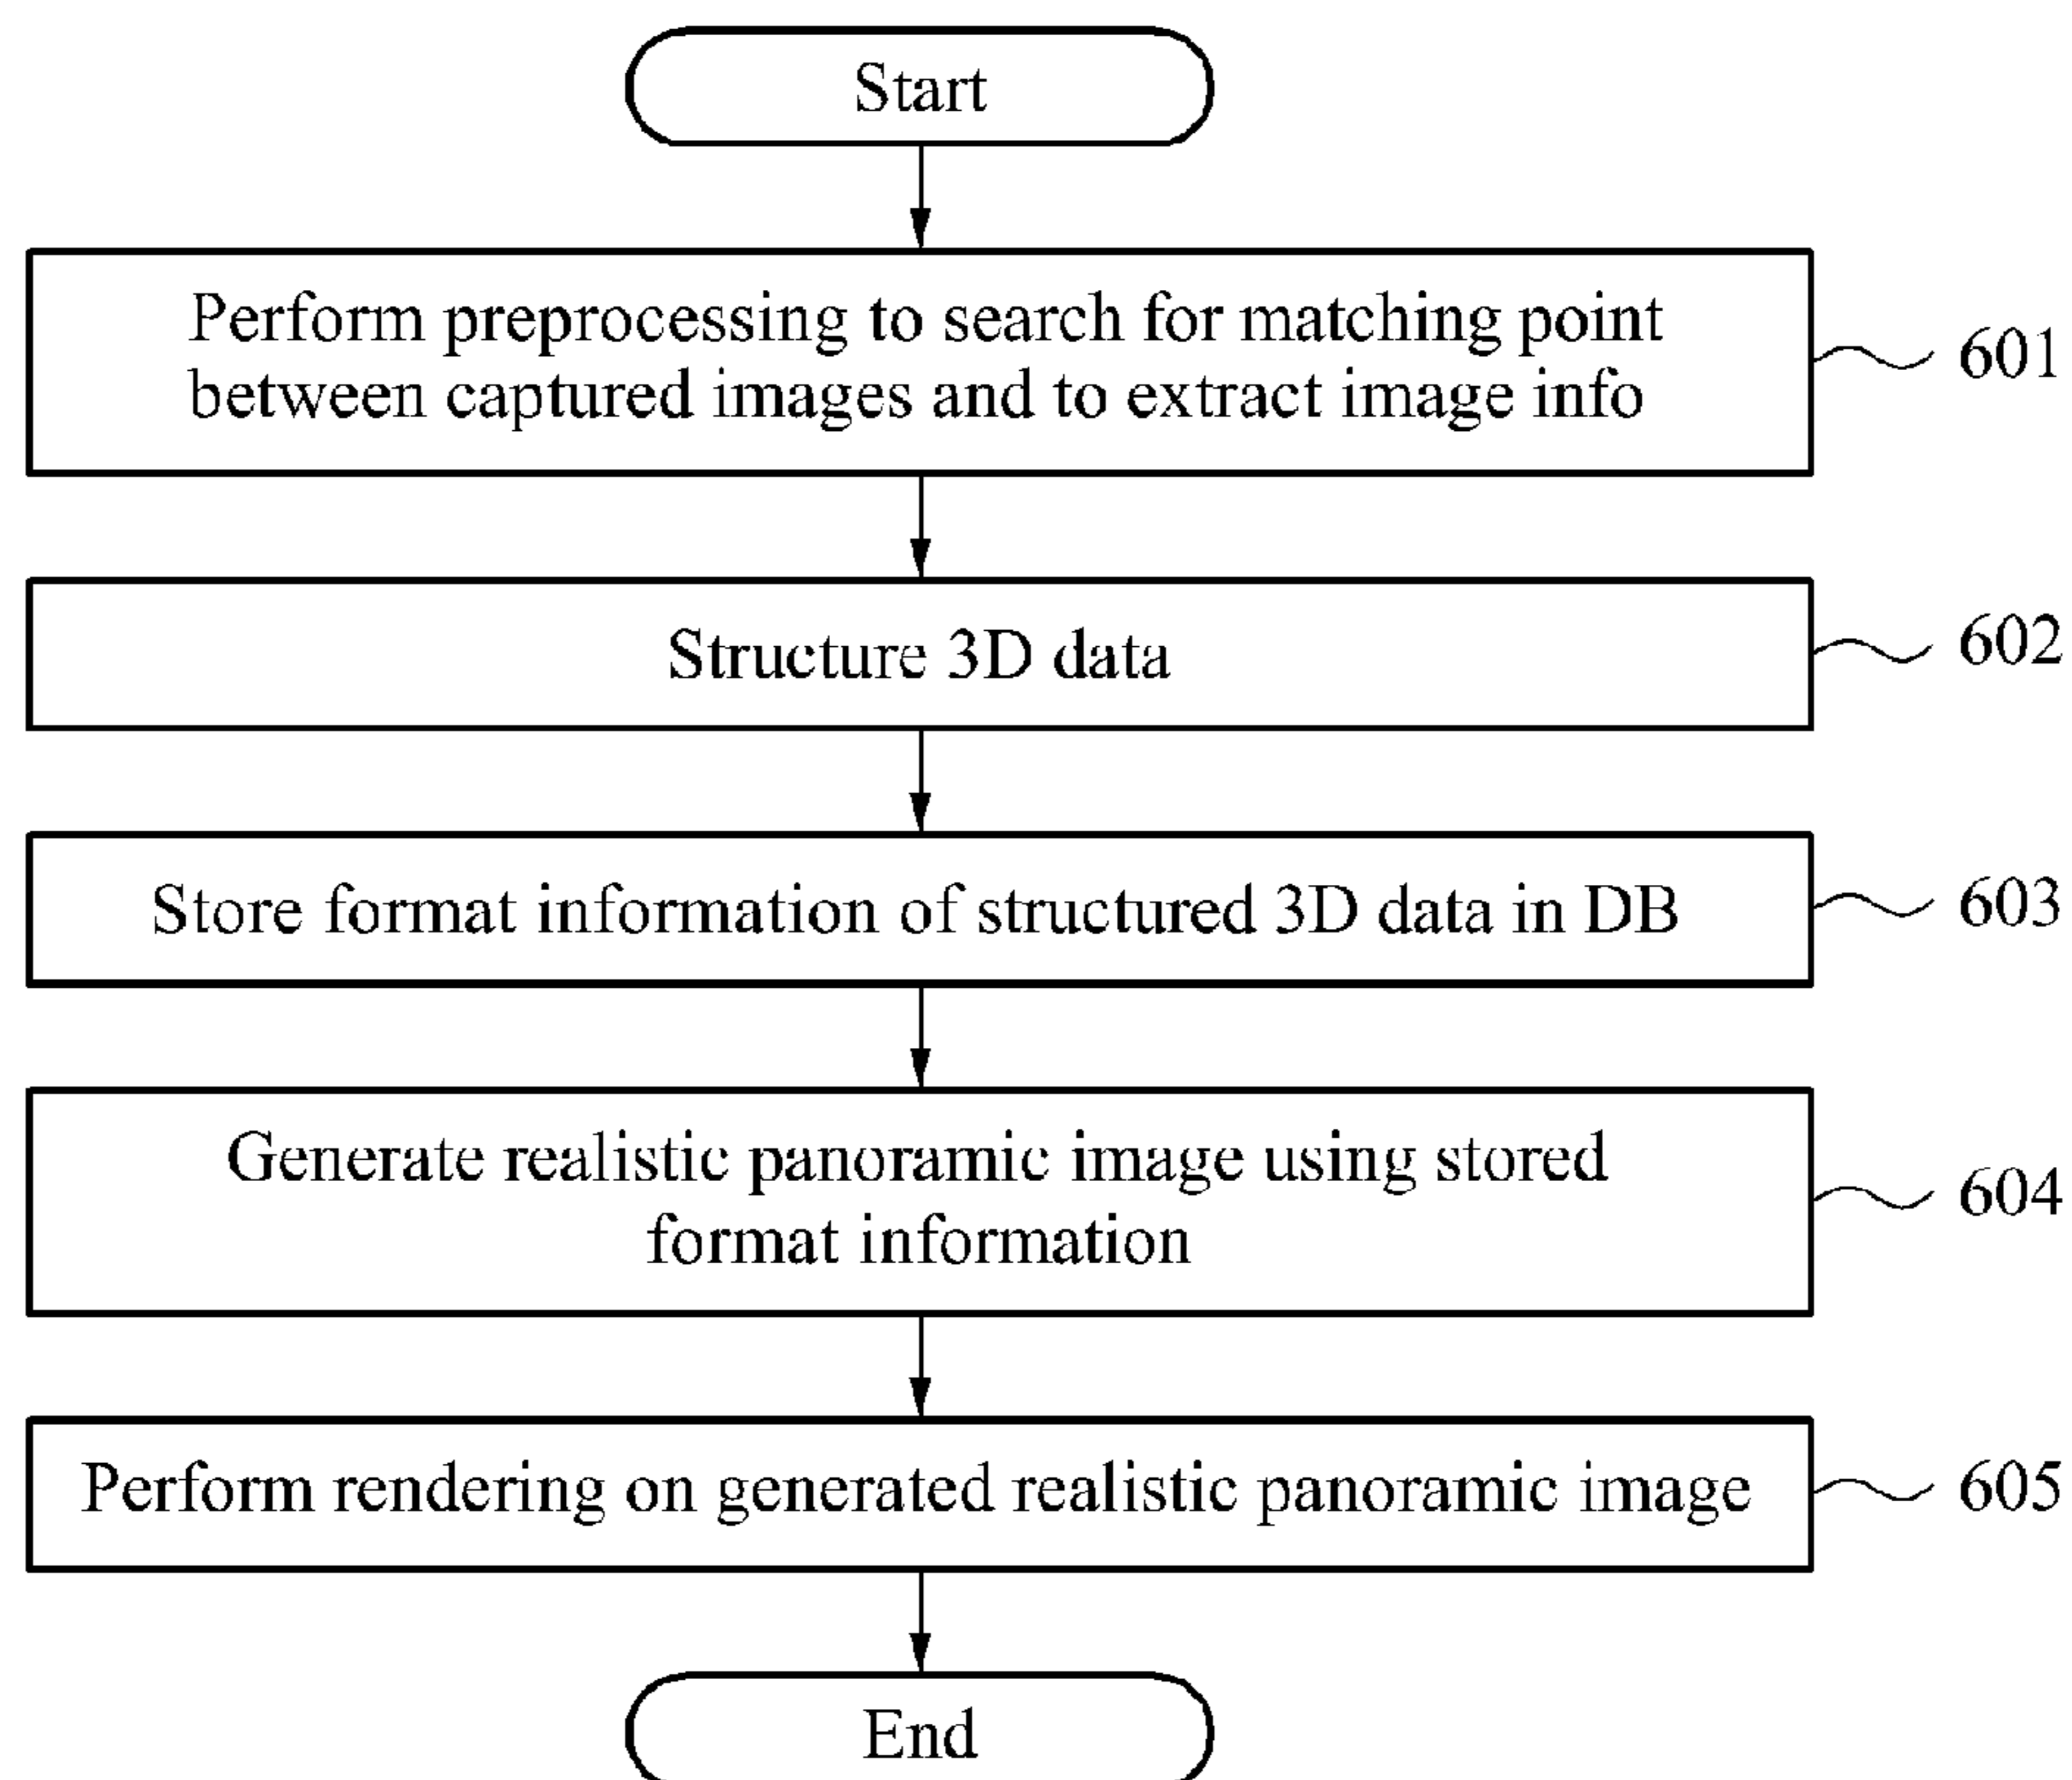 Start
Perform preprocessing to search for matching point
between captured images and to extract image info
601
Structure 3D data
602
Store format information of structured 3D data in DB
603
Generate realistic panoramic image using stored
format information
604
Perform rendering on generated realistic panoramic image
605
End